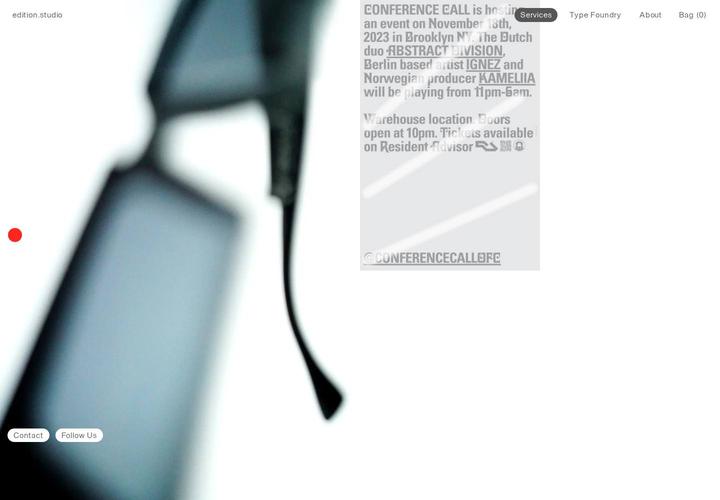 edition.studio
Services
Type Foundry
About
Bag (0)
CONFERENCE CALL is hosting
an event on November 18th,
2023 in Brooklyn NY. The Dutch
duo ABSTRACT DIVISION,
Berlin based artist IGNEZ and
Norwegian producer KAMELIIA
will be playing from 11pm-6am.
Warehouse location. Doors
open at 10pm. Tickets available
on Resident Advisor
@CONFERENCECALLLIFE
Contact
Follow Us